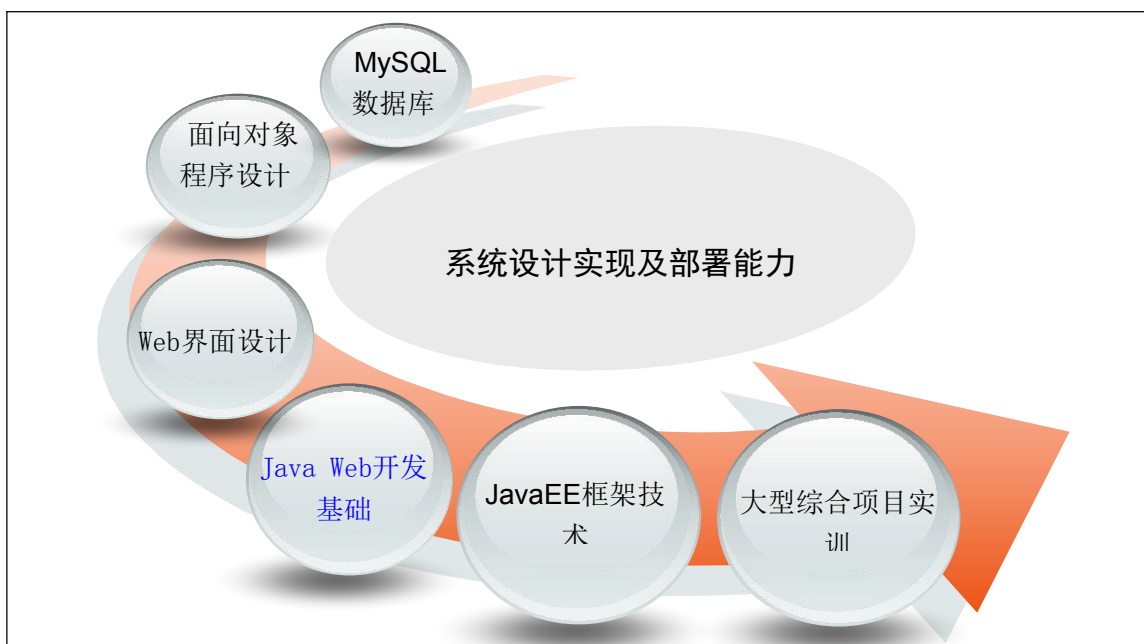 MySQL
数据库
面向对象
程序设计
系统设计实现及部署能力
Web界面设计
Java Web开发
基础
JavaEE框架技
术
大型综合项目实
训